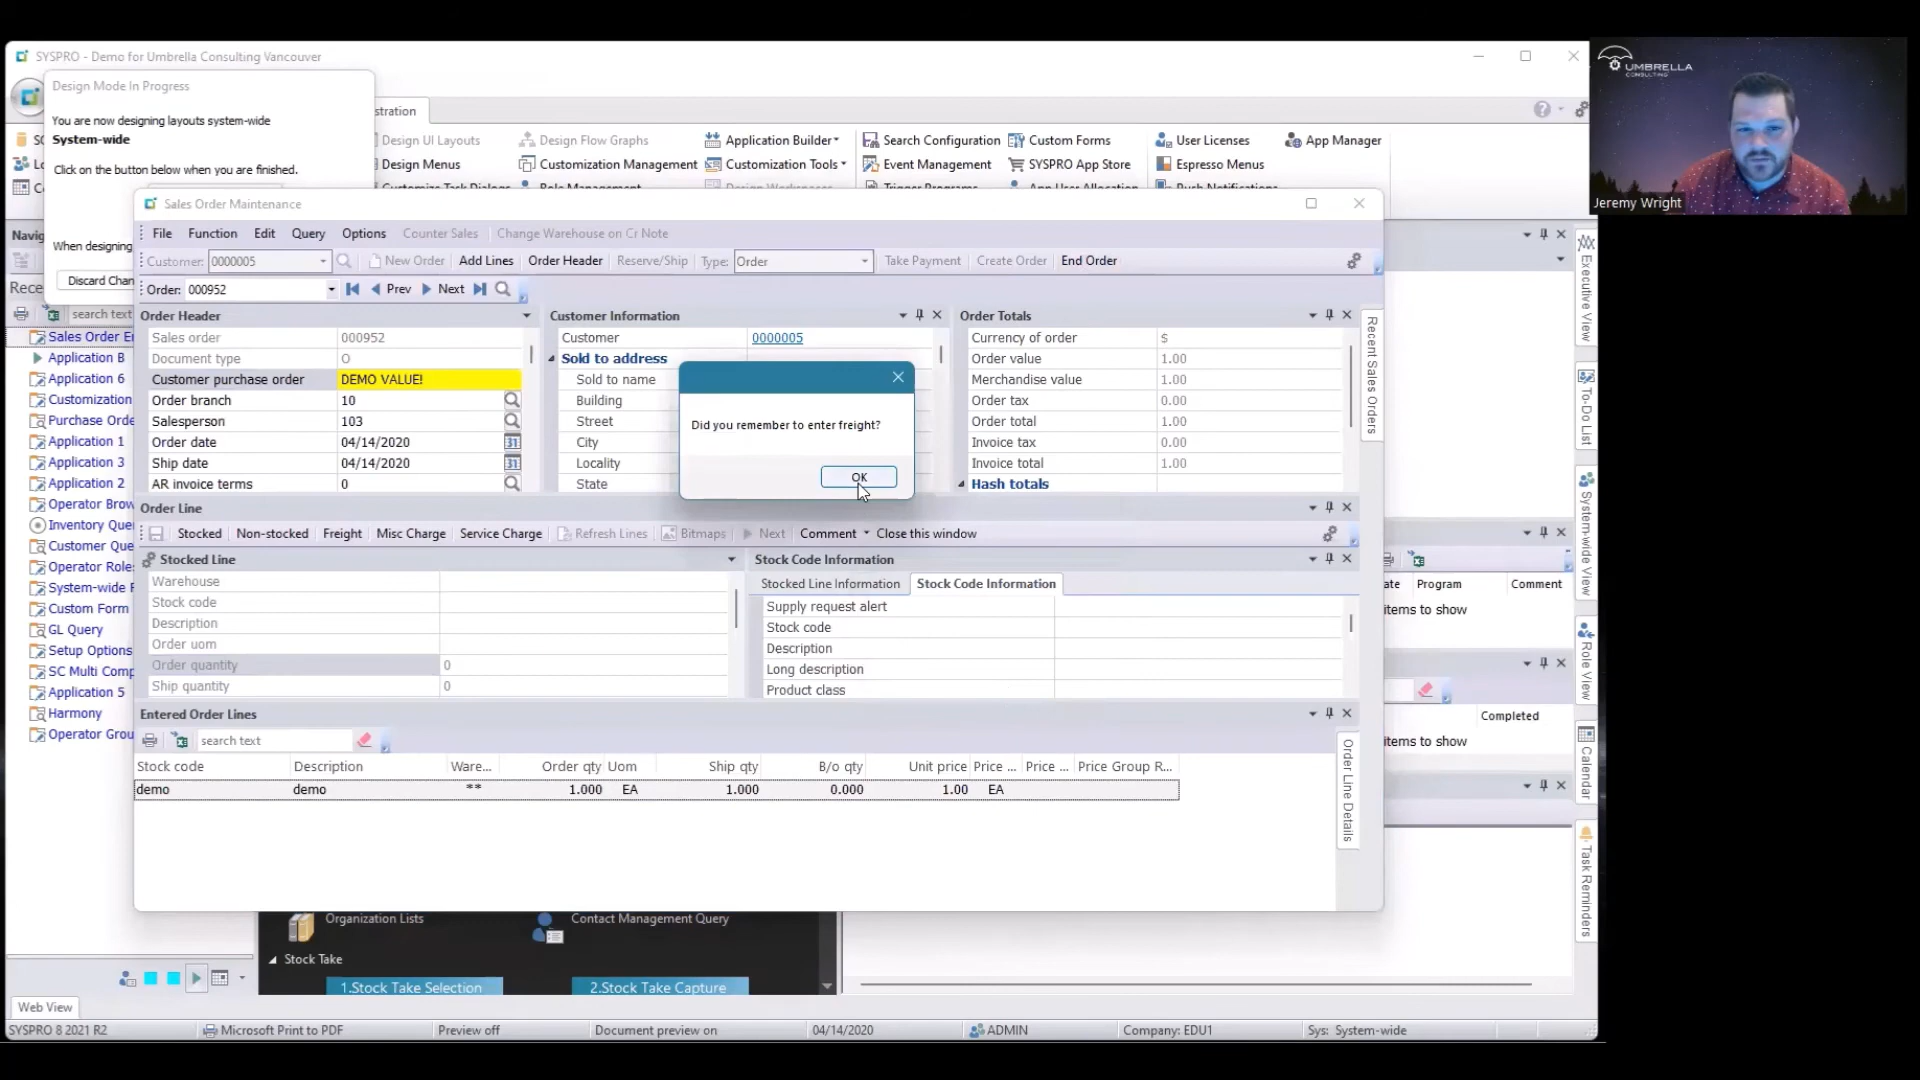 SYSPRO - Demo for Umbrella Consulting Vancouver
Design Mode In Progress
You are now designing layouts system-wide
System-wide
Click on the button below when you are finished.
When designing
Discard Chan
stration
Design UI Layouts
Design Flow Graphs
Application Builder
Search Configuration
Custom Forms
User Licenses
App Manager
Design Menus
Customization Management
Customization Tools
Event Management
SYSPRO App Store
Espresso Menus
UMBRELLA
CONSULTING
Jeremy Wright
Sales Order Maintenance
File Function Edit Query Options Counter Sales Change Warehouse on Cr Note
Customer: 0000005 New Order Add Lines Order Header Reserve/Ship Type: Order Take Payment Create Order End Order
Order: 000952 Prev Next
Order Header
Sales order 000952
Document type O
Customer purchase order DEMO VALUE!
Order branch 10
Salesperson 103
Order date 04/14/2020
Ship date 04/14/2020
AR invoice terms 0
Customer Information
Customer 0000005
Sold to address
Sold to name
Building
Street
City
Locality
State
Did you remember to enter freight?
OK
Order Totals
Currency of order $
Order value 1.00
Merchandise value 1.00
Order tax 0.00
Order total 1.00
Invoice tax 0.00
Invoice total 1.00
Hash totals
Recent Sales Orders
Order Line
Stocked Non-stocked Freight Misc Charge Service Charge Refresh Lines Bitmaps Next Comment Close this window
Stocked Line
Warehouse
Stock code
Description
Order uom
Order quantity 0
Ship quantity 0
Stock Code Information
Stocked Line Information Stock Code Information
Supply request alert
Stock code
Description
Long description
Product class
Entered Order Lines
search text
Stock code Description Ware... Order qty Uom Ship qty B/o qty Unit price Price ... Price ... Price Group R...
demo demo ** 1.000 EA 1.000 0.000 1.00 EA
Order Line Details
Navig
Rece
search text
Sales Order En
Application B
Application 6
Customization
Purchase Orde
Application 1
Application 3
Application 2
Operator Brow
Inventory Que
Customer Que
Operator Roles
System-wide P
Custom Form
GL Query
Setup Options
SC Multi Comp
Application 5
Harmony
Operator Grou
Program Comment
items to show
Completed
items to show
Executive View
To-Do List
System-wide View
Role View
Calendar
Task Reminders
Organization Lists
Contact Management Query
Stock Take
1.Stock Take Selection
2.Stock Take Capture
Web View
SYSPRO 8 2021 R2 Microsoft Print to PDF Preview off Document preview on 04/14/2020 ADMIN Company: EDU1 Sys: System-wide